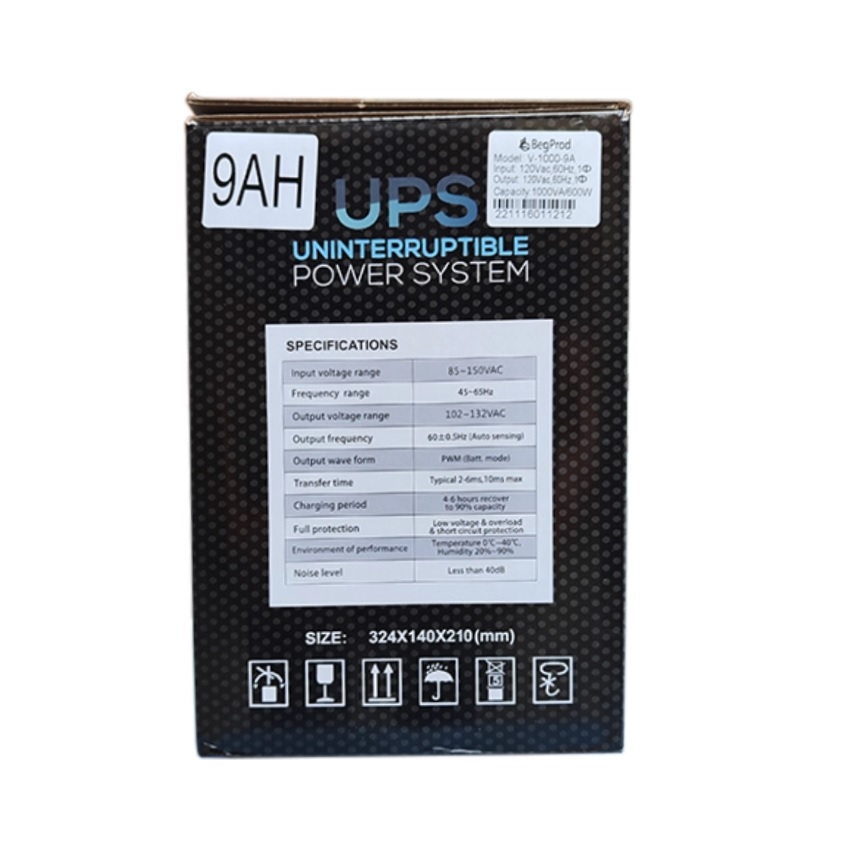 9AH
BegProd
Model: V-1000-9A
Input: 120Vac,60Hz,1Φ
Output: 120Vac,60Hz,1Φ
Capacity 1000VA/600W
221116011212
UPS
UNINTERRUPTIBLE
POWER SYSTEM
SPECIFICATIONS
Input voltage range 85~150VAC
Frequency range 45~65Hz
Output voltage range 102~132VAC
Output frequency 60±0.5Hz (Auto sensing)
Output wave form PWM (Batt. mode)
Transfer time Typical 2-6ms,10ms max
Charging period 4-6 hours recover
to 90% capacity
Full protection Low voltage & overload
& short circuit protection
Environment of performance Temperature 0℃~40℃,
Humidity 20%~90%
Noise level Less than 40dB
SIZE: 324X140X210(mm)
5